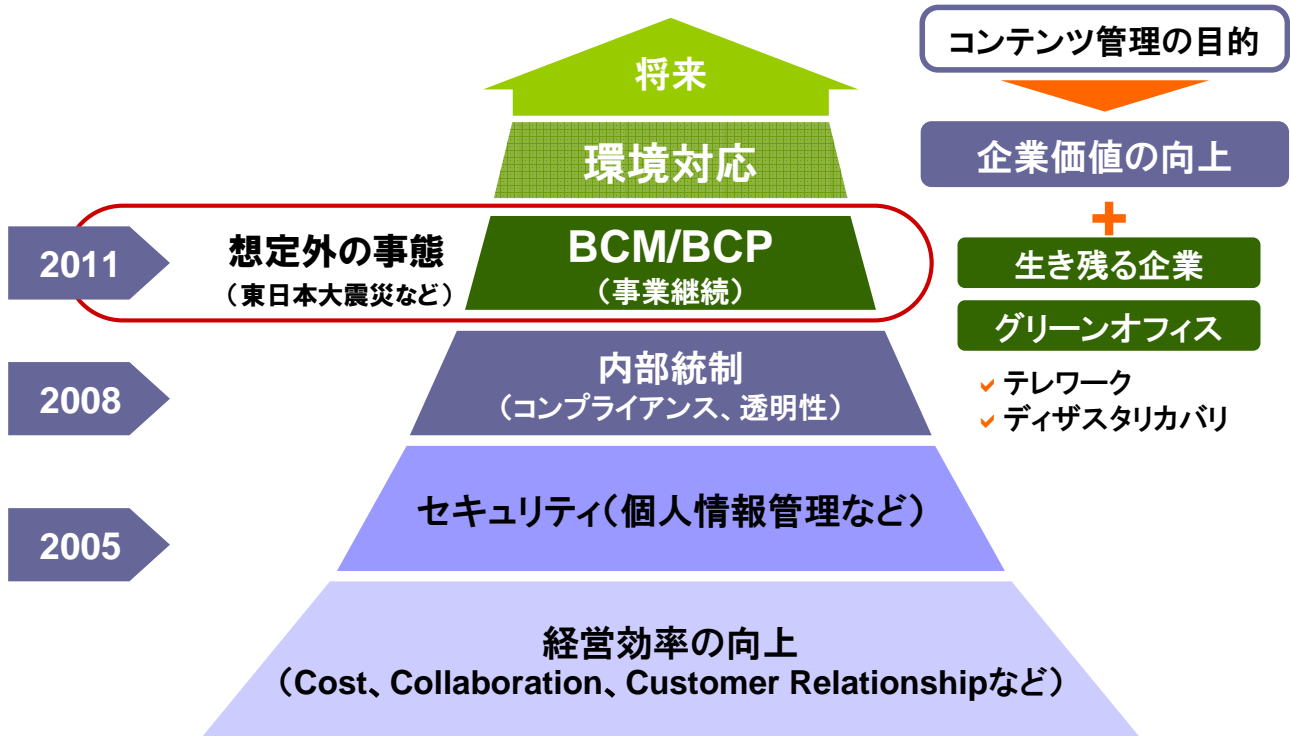 将来
環境対応
2011
想定外の事態
（東日本大震災など）
BCM/BCP
（事業継続）
2008
内部統制
（コンプライアンス、透明性）
2005
セキュリティ（個人情報管理など）
経営効率の向上
（Cost、Collaboration、Customer Relationshipなど）
コンテンツ管理の目的
企業価値の向上
+
生き残る企業
グリーンオフィス
✓ テレワーク
✓ ディザスタリカバリ